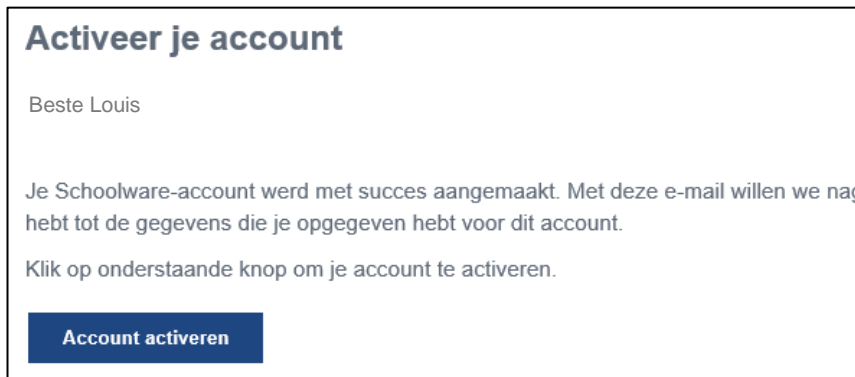 Activeer je account
Beste Louis
Je Schoolware-account werd met succes aangemaakt. Met deze e-mail willen we
hebt tot de gegevens die je opgegeven hebt voor dit account.
Klik op onderstaande knop om je account te activeren.
Account activeren